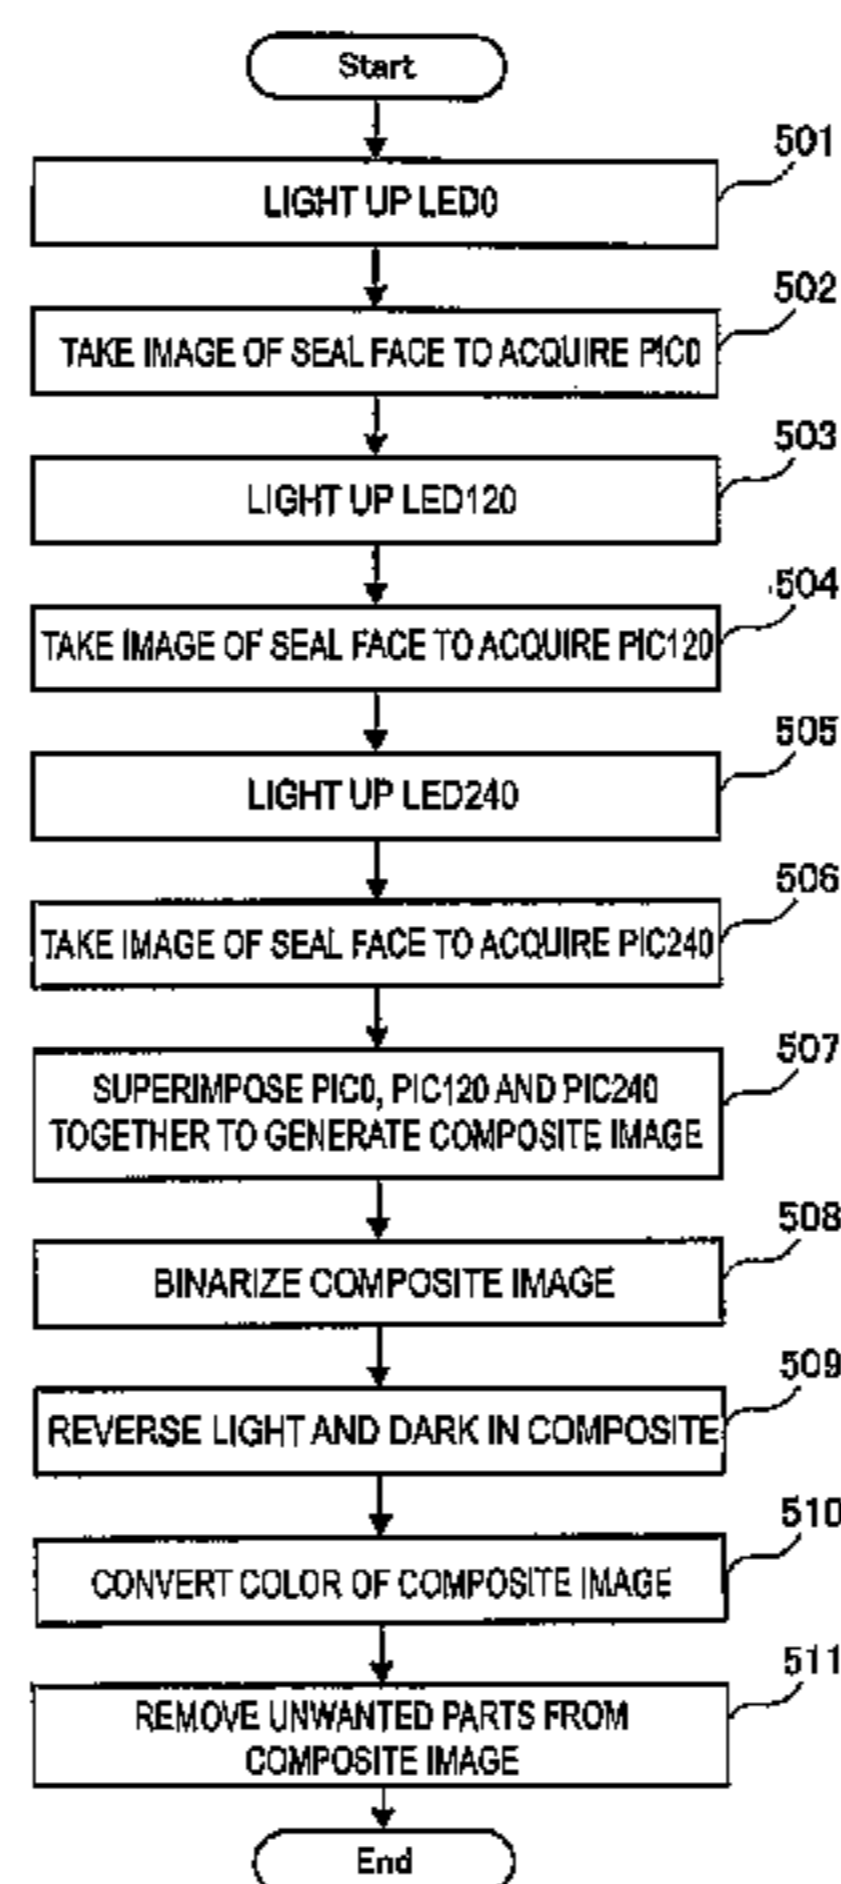 Start
501
LIGHT UP LED0
502
TAKE IMAGE OF SEAL FACE TO ACQUIRE PIC0
503
LIGHT UP LED120
504
TAKE IMAGE OF SEAL FACE TO ACQUIRE PIC120
505
LIGHT UP LED240
506
TAKE IMAGE OF SEAL FACE TO ACQUIRE PIC240
507
SUPERIMPOSE PIC0, PIC120 AND PIC240
TOGETHER TO GENERATE COMPOSITE IMAGE
508
BINARIZE COMPOSITE IMAGE
509
REVERSE LIGHT AND DARK IN COMPOSITE
510
CONVERT COLOR OF COMPOSITE IMAGE
511
REMOVE UNWANTED PARTS FROM
COMPOSITE IMAGE
End